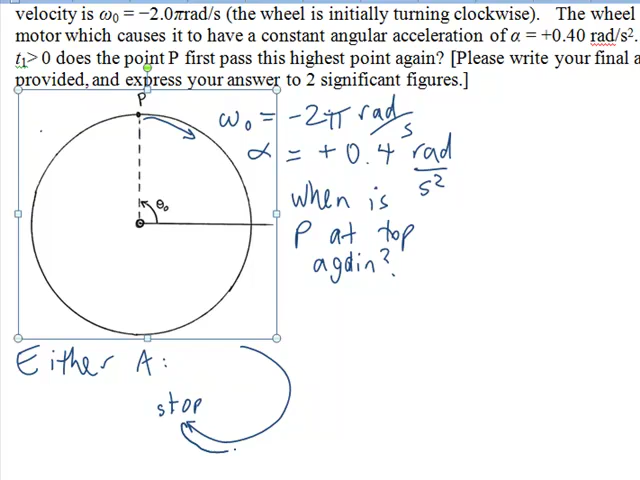 velocity is ω₀ = −2.0πrad/s (the wheel is initially turning clockwise). The wheel
motor which causes it to have a constant angular acceleration of α = +0.40 rad/s².
t₁> 0 does the point P first pass this highest point again? [Please write your final a
provided, and express your answer to 2 significant figures.]
P
ω₀ = -2π rad/s
α = +0.4 rad/s²
θ₀
when is
P at top
again?
Either A:
stop